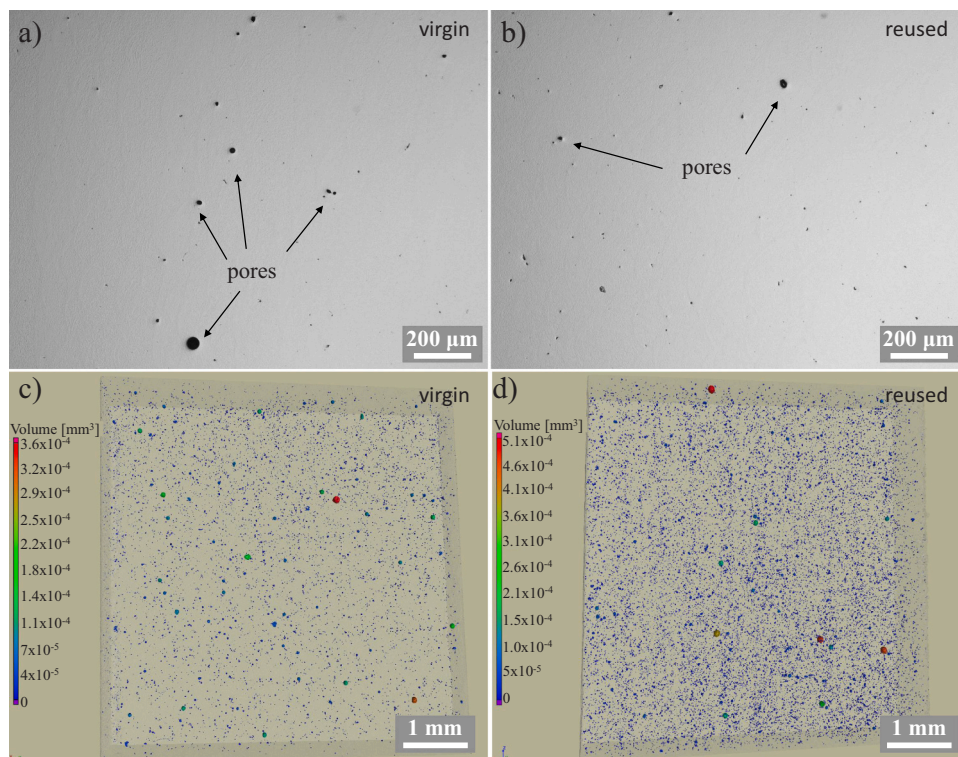 a)
virgin
pores
200 μm
b)
reused
pores
200 μm
c)
virgin
Volume [mm³]
3.6x10⁻⁴
3.2x10⁻⁴
2.9x10⁻⁴
2.5x10⁻⁴
2.2x10⁻⁴
1.8x10⁻⁴
1.4x10⁻⁴
1.1x10⁻⁴
7x10⁻⁵
4x10⁻⁵
0
1 mm
d)
reused
Volume [mm³]
5.1x10⁻⁴
4.6x10⁻⁴
4.1x10⁻⁴
3.6x10⁻⁴
3.1x10⁻⁴
2.6x10⁻⁴
2.1x10⁻⁴
1.5x10⁻⁴
1.0x10⁻⁴
5x10⁻⁵
0
1 mm